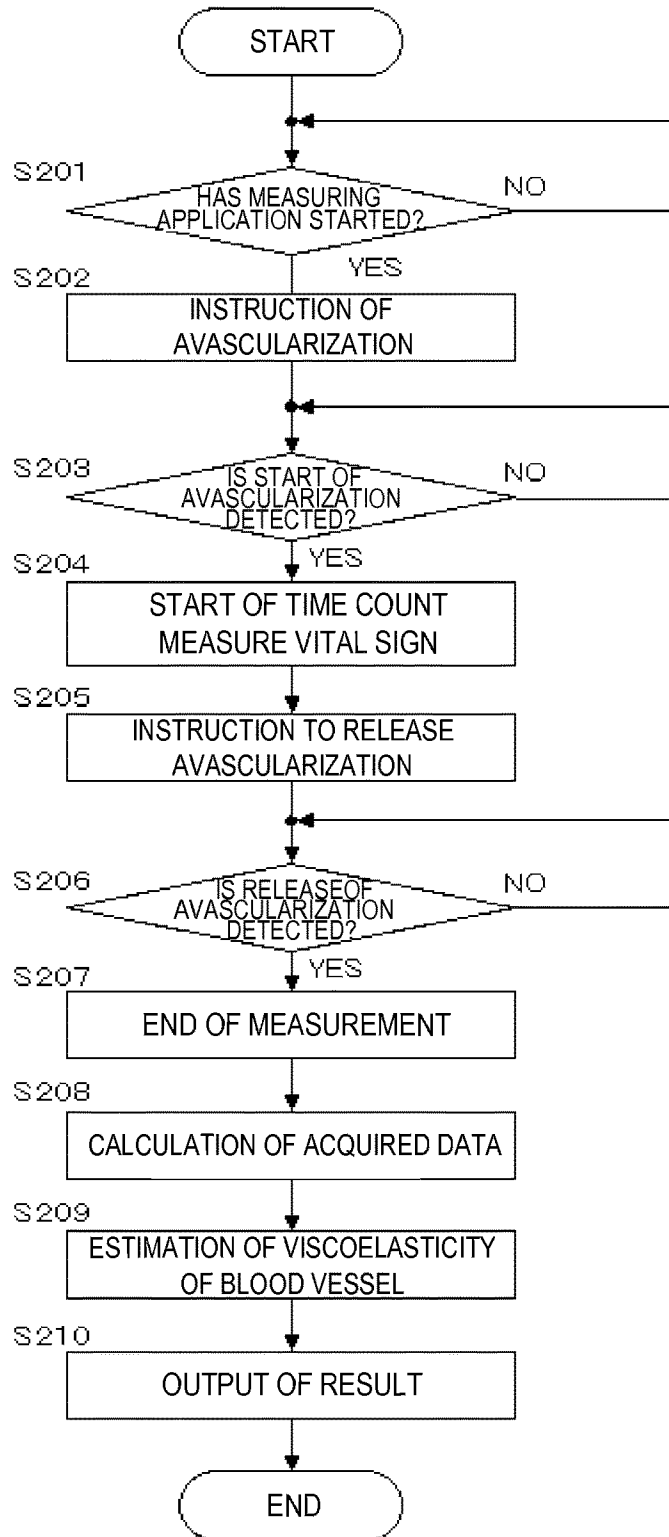 START
S201
HAS MEASURING
APPLICATION STARTED?
NO
YES
S202
INSTRUCTION OF
AVASCULARIZATION
S203
IS START OF
AVASCULARIZATION
DETECTED?
NO
YES
S204
START OF TIME COUNT
MEASURE VITAL SIGN
S205
INSTRUCTION TO RELEASE
AVASCULARIZATION
S206
IS RELEASEOF
AVASCULARIZATION
DETECTED?
NO
YES
S207
END OF MEASUREMENT
S208
CALCULATION OF ACQUIRED DATA
S209
ESTIMATION OF VISCOELASTICITY
OF BLOOD VESSEL
S210
OUTPUT OF RESULT
END